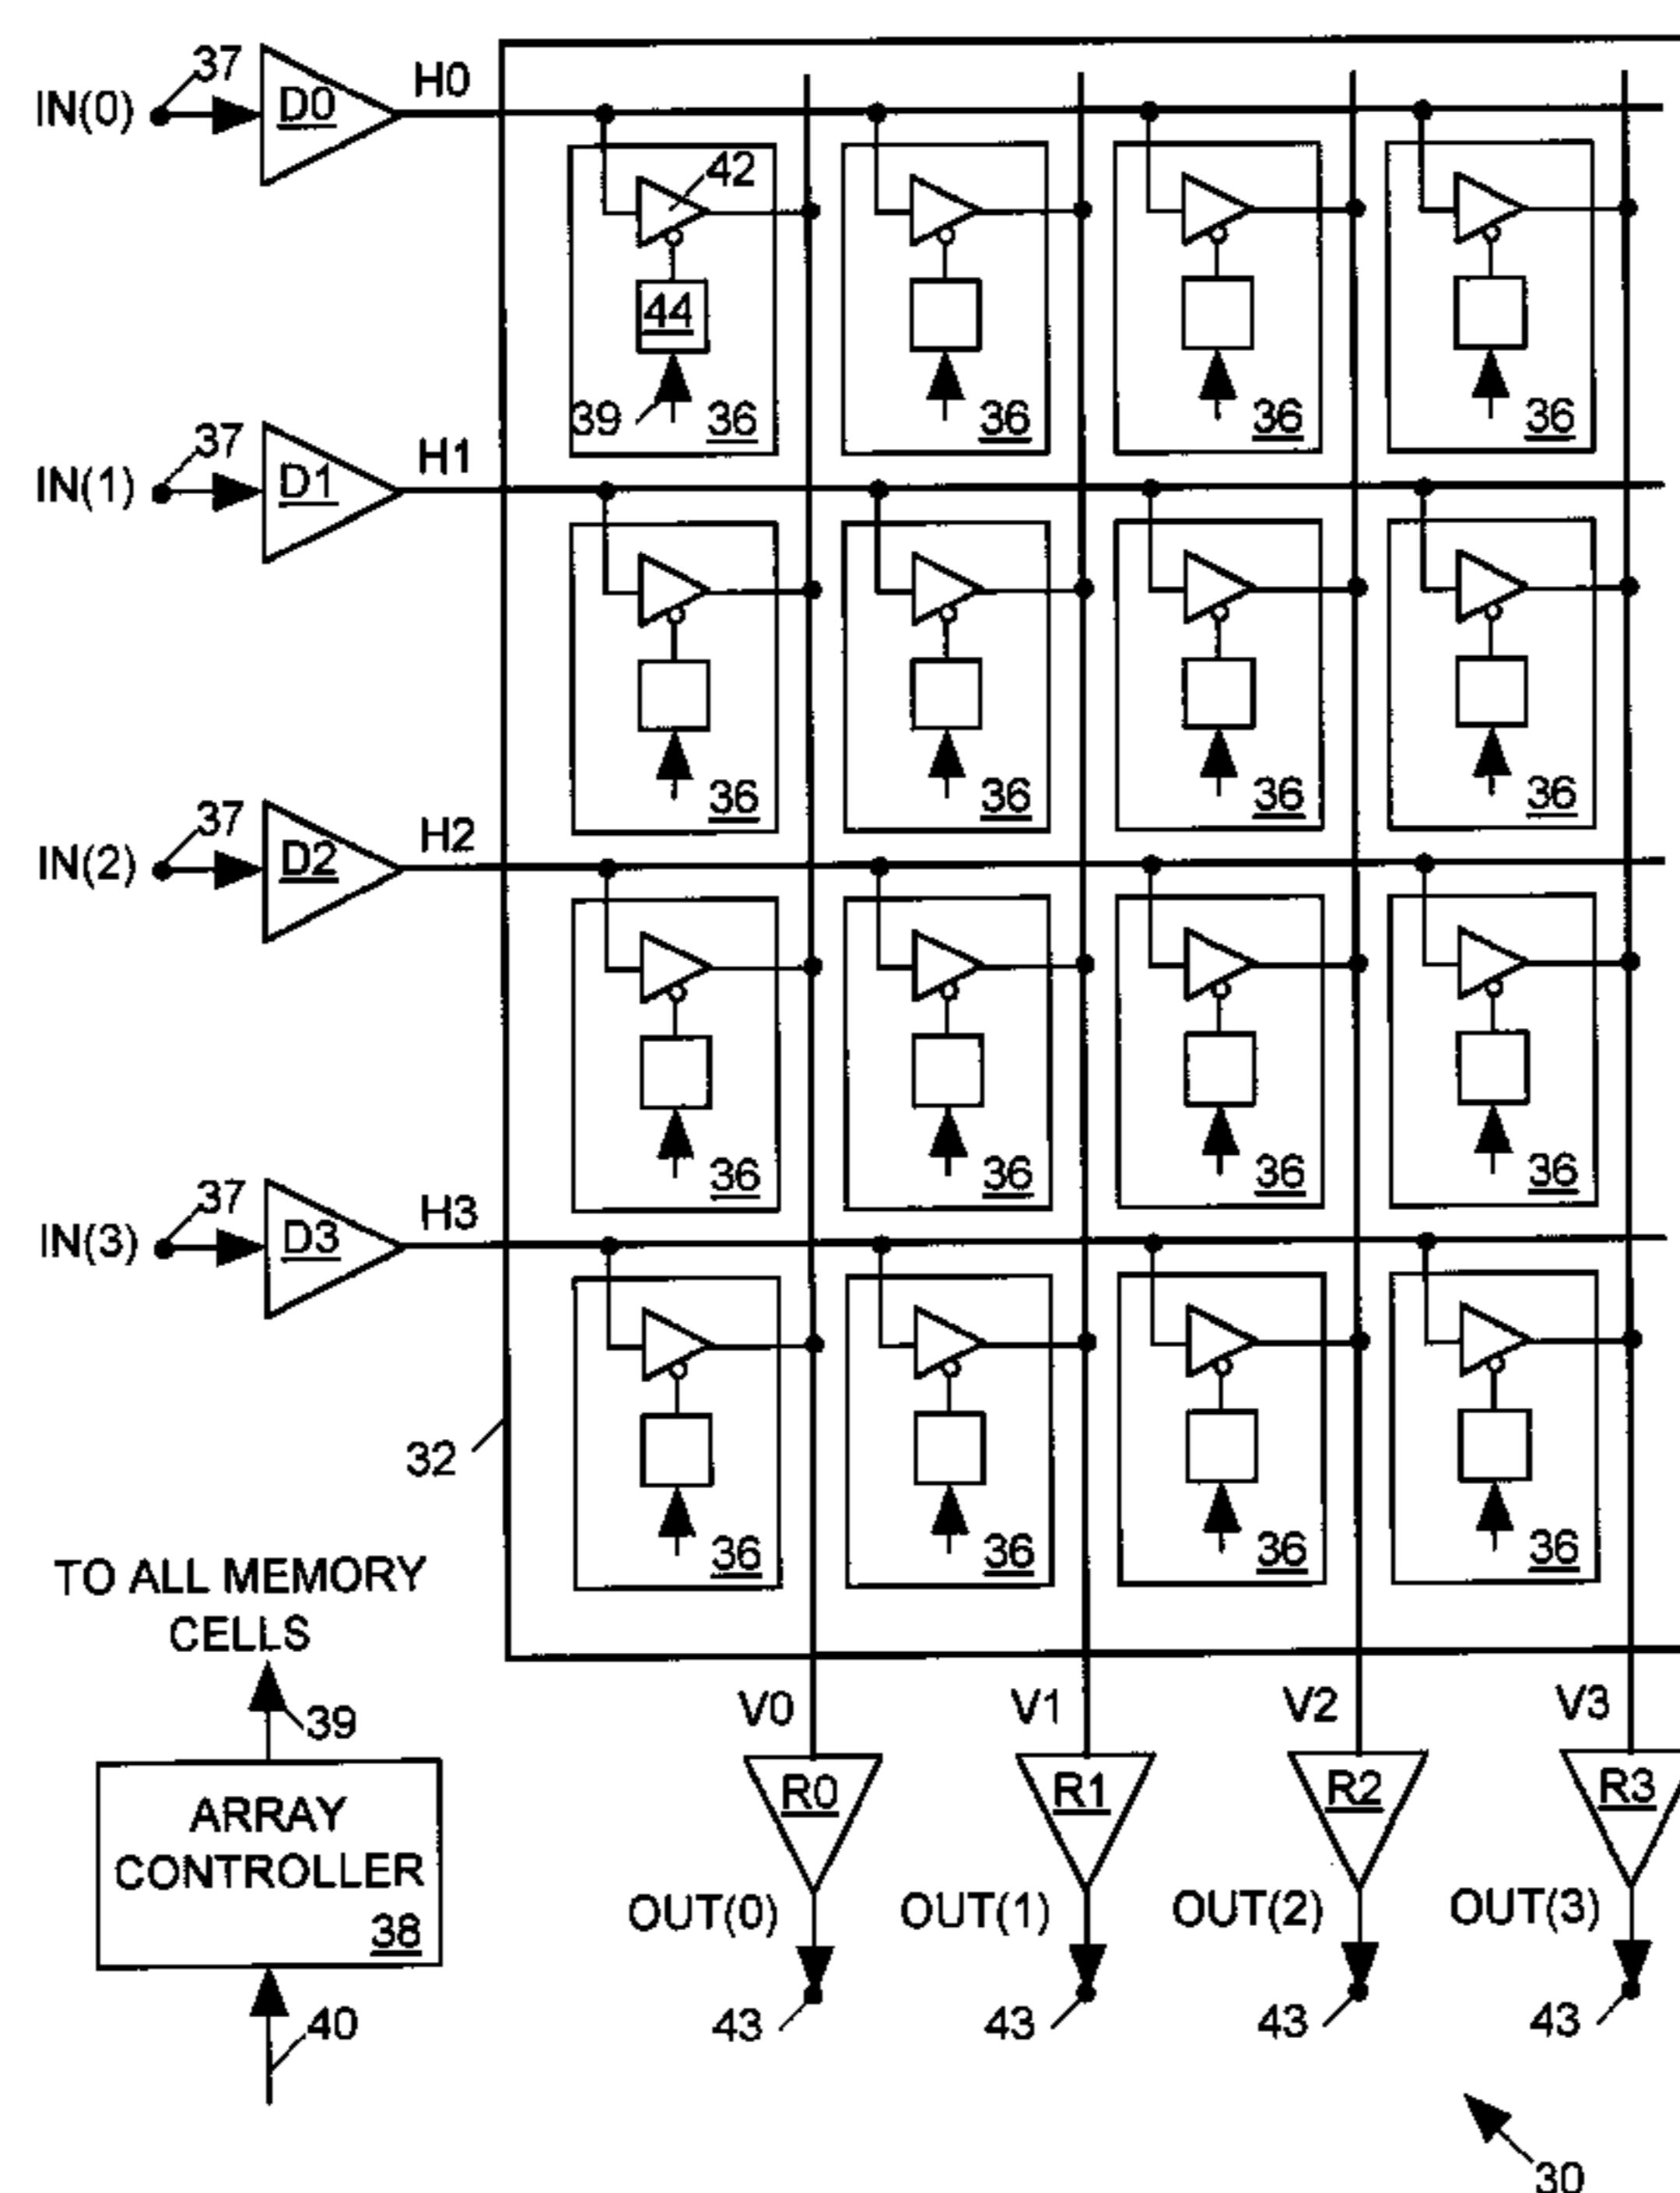 IN(0) 37 D0 H0
42
44
39 36 36 36 36
IN(1) 37 D1 H1
36 36 36 36
IN(2) 37 D2 H2
36 36 36 36
IN(3) 37 D3 H3
32
36 36 36 36
TO ALL MEMORY
CELLS
39
V0 V1 V2 V3
R0 R1 R2 R3
ARRAY
CONTROLLER
38
OUT(0) OUT(1) OUT(2) OUT(3)
40
43 43 43 43
30